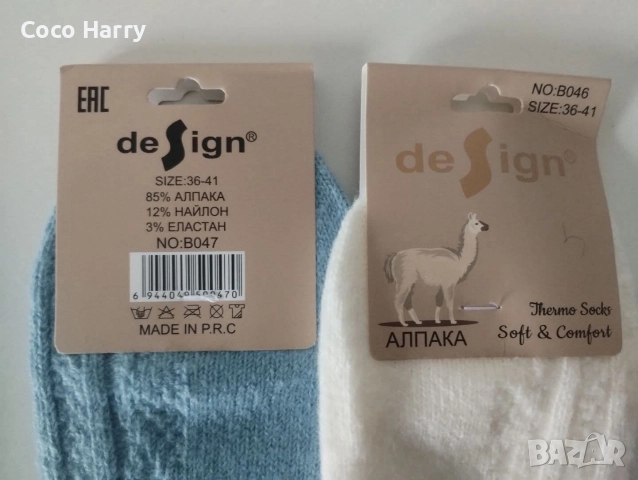 Coco Harry
EAC
deSign®
SIZE:36-41
85% АЛПАКА
12% НАЙЛОН
3% ЕЛАСТАН
NO:B047
MADE IN P.R.C
NO:B046
SIZE:36-41
deSign®
Thermo Socks
Soft & Comfort
АЛПАКА
BAZAR